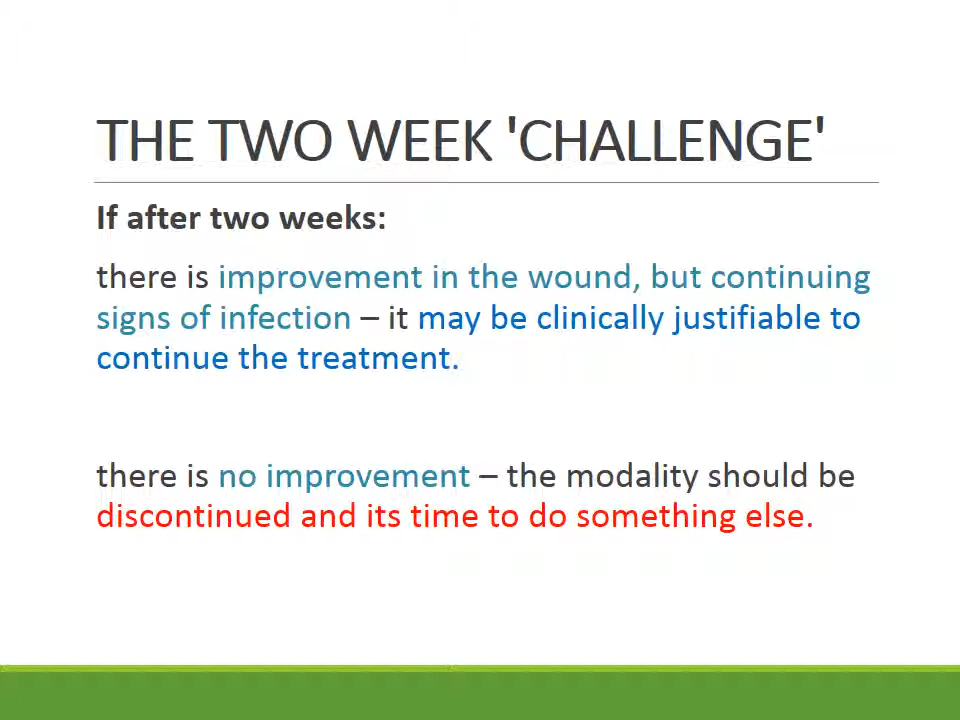 THE TWO WEEK 'CHALLENGE'
If after two weeks:
there is improvement in the wound, but continuing
signs of infection – it may be clinically justifiable to
continue the treatment.
there is no improvement – the modality should be
discontinued and its time to do something else.